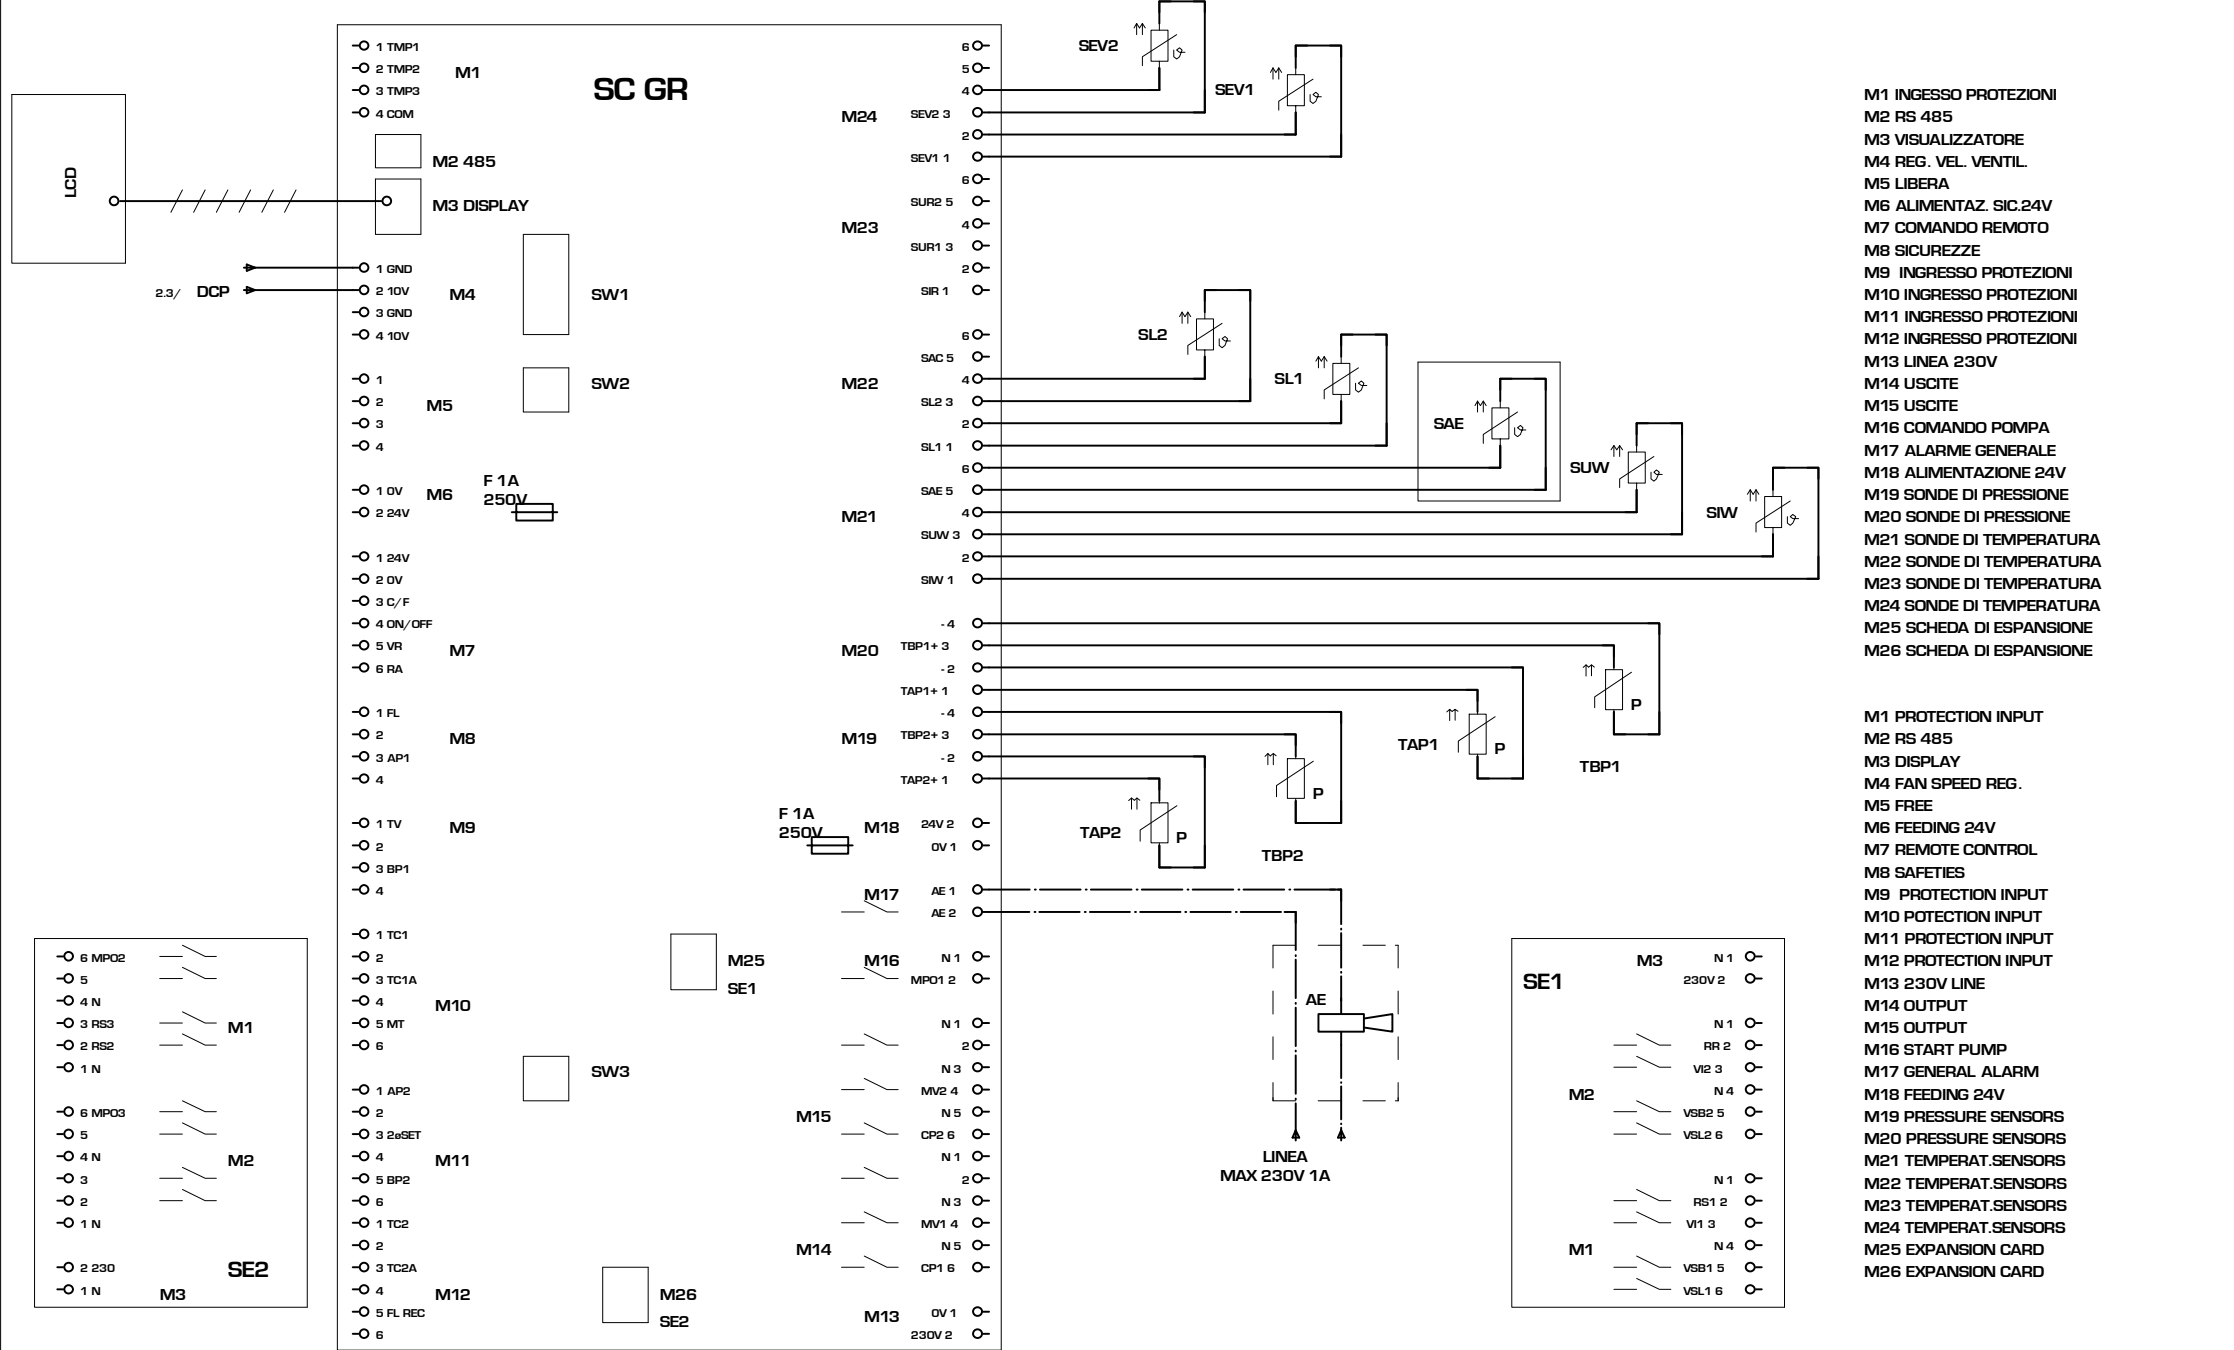 SC GR
LCD
1 TMP1
2 TMP2
3 TMP3
4 COM
M1
M2 485
M3 DISPLAY
2.3/ DCP
1 GND
2 10V
3 GND
4 10V
M4
SW1
SW2
1
2
3
4
M5
F 1A
250V
1 0V
2 24V
M6
1 24V
2 0V
3 C/F
4 ON/OFF
5 VR
6 RA
M7
1 FL
2
3 AP1
4
M8
1 TV
2
3 BP1
4
M9
1 TC1
2
3 TC1A
4
5 MT
6
M10
SW3
1 AP2
2
3 2øSET
4
5 BP2
6
M11
1 TC2
2
3 TC2A
4
5 FL REC
6
M12
M25
SE1
M26
SE2
M24
6
5
4
SEV2 3
2
SEV1 1
M23
6
SUR2 5
4
SUR1 3
2
SIR 1
M22
6
SAC 5
4
SL2 3
2
SL1 1
M21
6
SAE 5
4
SUW 3
2
SIW 1
M20
- 4
TBP1+ 3
- 2
TAP1+ 1
M19
- 4
TBP2+ 3
- 2
TAP2+ 1
F 1A
250V
M18
24V 2
0V 1
M17
AE 1
AE 2
M16
N 1
MPO1 2
M15
N 1
2
N 3
MV2 4
N 5
CP2 6
M14
N 1
2
N 3
MV1 4
N 5
CP1 6
M13
0V 1
230V 2
SEV2
SEV1
SL2
SL1
SAE
SUW
SIW
TBP1
P
TAP1
P
TBP2
P
TAP2
P
AE
LINEA
MAX 230V 1A
6 MPO2
5
4 N
3 RS3
2 RS2
1 N
M1
6 MPO3
5
4 N
3
2
1 N
M2
2 230
1 N
M3
SE2
SE1
M3
N 1
230V 2
M2
N 1
RR 2
VI2 3
N 4
VSB2 5
VSL2 6
M1
N 1
RS1 2
VI1 3
N 4
VSB1 5
VSL1 6
M1 INGESSO PROTEZIONI
M2 RS 485
M3 VISUALIZZATORE
M4 REG. VEL. VENTIL.
M5 LIBERA
M6 ALIMENTAZ. SIC.24V
M7 COMANDO REMOTO
M8 SICUREZZE
M9 INGRESSO PROTEZIONI
M10 INGRESSO PROTEZIONI
M11 INGRESSO PROTEZIONI
M12 INGRESSO PROTEZIONI
M13 LINEA 230V
M14 USCITE
M15 USCITE
M16 COMANDO POMPA
M17 ALARME GENERALE
M18 ALIMENTAZIONE 24V
M19 SONDE DI PRESSIONE
M20 SONDE DI PRESSIONE
M21 SONDE DI TEMPERATURA
M22 SONDE DI TEMPERATURA
M23 SONDE DI TEMPERATURA
M24 SONDE DI TEMPERATURA
M25 SCHEDA DI ESPANSIONE
M26 SCHEDA DI ESPANSIONE
M1 PROTECTION INPUT
M2 RS 485
M3 DISPLAY
M4 FAN SPEED REG.
M5 FREE
M6 FEEDING 24V
M7 REMOTE CONTROL
M8 SAFETIES
M9 PROTECTION INPUT
M10 POTECTION INPUT
M11 PROTECTION INPUT
M12 PROTECTION INPUT
M13 230V LINE
M14 OUTPUT
M15 OUTPUT
M16 START PUMP
M17 GENERAL ALARM
M18 FEEDING 24V
M19 PRESSURE SENSORS
M20 PRESSURE SENSORS
M21 TEMPERAT.SENSORS
M22 TEMPERAT.SENSORS
M23 TEMPERAT.SENSORS
M24 TEMPERAT.SENSORS
M25 EXPANSION CARD
M26 EXPANSION CARD